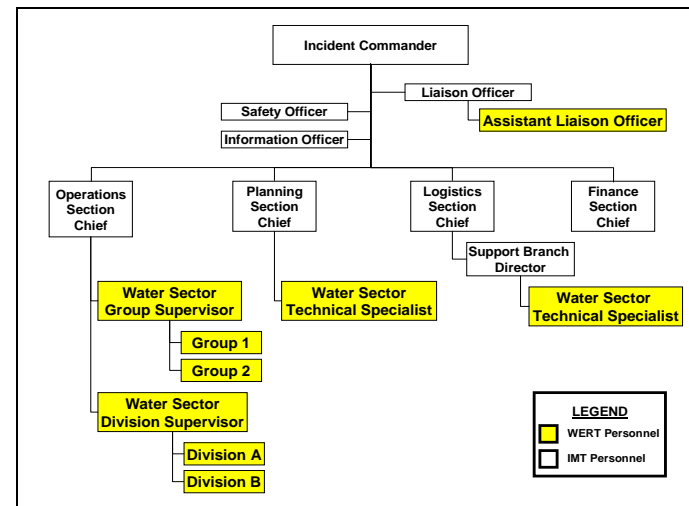 Incident Commander
Liaison Officer
Safety Officer
Assistant Liaison Officer
Information Officer
Operations
Section
Chief
Planning
Section
Chief
Logistics
Section
Chief
Finance
Section
Chief
Support Branch
Director
Water Sector
Group Supervisor
Water Sector
Technical Specialist
Water Sector
Technical Specialist
Group 1
Group 2
Water Sector
Division Supervisor
Division A
Division B
LEGEND
WERT Personnel
IMT Personnel